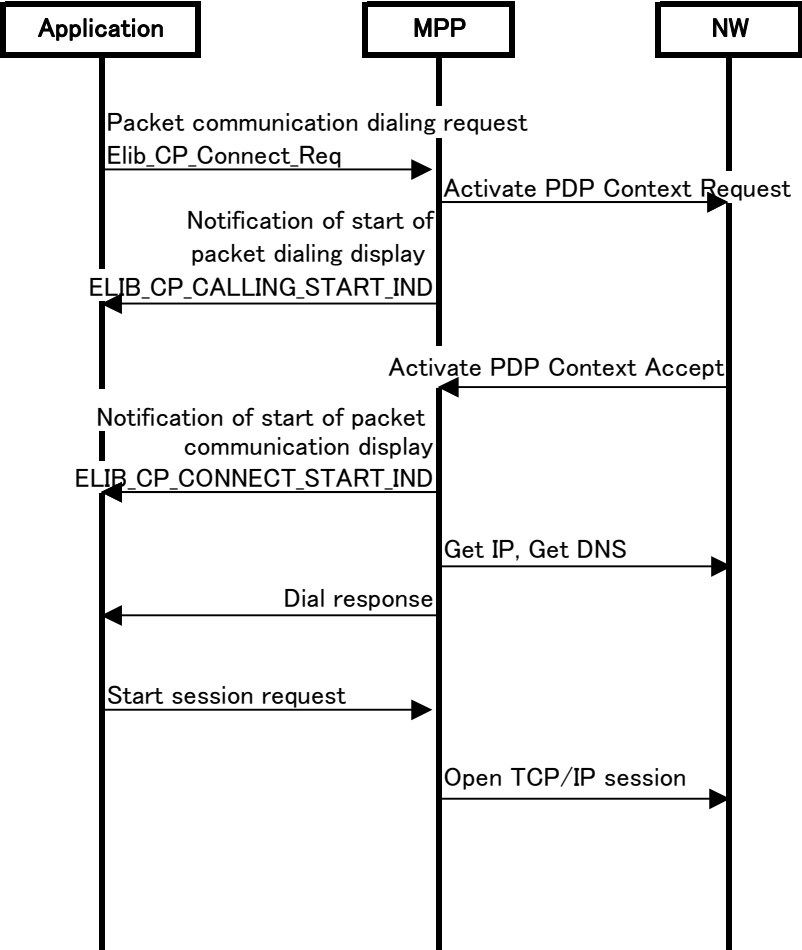 Application
MPP
NW
Packet communication dialing request
Elib_CP_Connect_Req
Activate PDP Context Request
Notification of start of
packet dialing display
ELIB_CP_CALLING_START_IND
Activate PDP Context Accept
Notification of start of packet
communication display
ELIB_CP_CONNECT_START_IND
Get IP, Get DNS
Dial response
Start session request
Open TCP/IP session